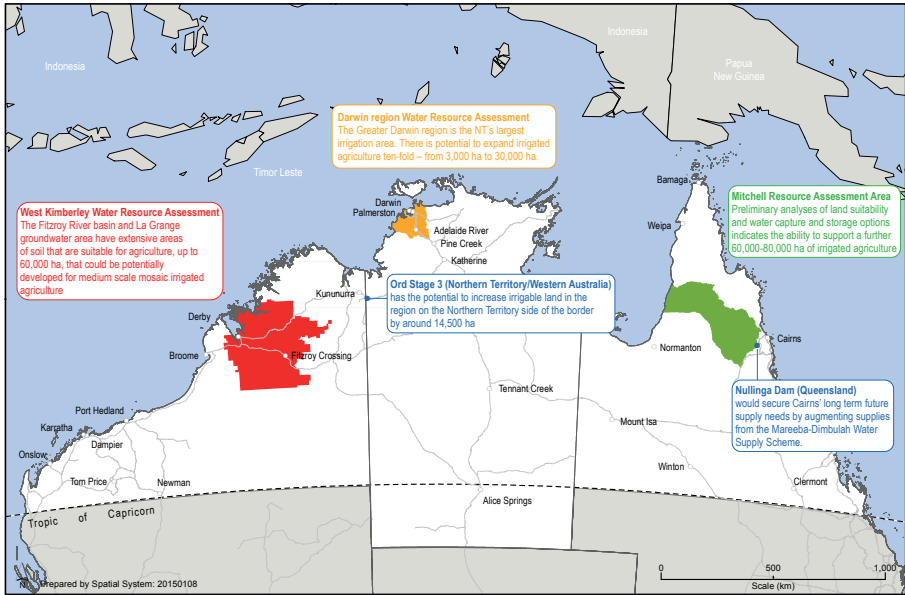 Indonesia
Indonesia
Papua
New Guinea
Darwin region Water Resource Assessment
The Greater Darwin region is the NT's largest
irrigation area. There is potential to expand irrigated
agriculture ten-fold – from 3,000 ha to 30,000 ha.
Timor Leste
Bamaga
Darwin
Palmerston
Mitchell Resource Assessment Area
Preliminary analyses of land suitability
and water capture and storage options
indicates the ability to support a further
60,000-80,000 ha of irrigated agriculture
West Kimberley Water Resource Assessment
The Fitzroy River basin and La Grange
groundwater area have extensive areas
of soil that are suitable for agriculture, up to
60,000 ha, that could be potentially
developed for medium scale mosaic irrigated
agriculture
Weipa
Adelaide River
Pine Creek
Katherine
Kununurra
Ord Stage 3 (Northern Territory/Western Australia)
has the potential to increase irrigable land in the
region on the Northern Territory side of the border
by around 14,500 ha
Derby
Broome
Fitzroy Crossing
Normanton
Cairns
Tennant Creek
Nullinga Dam (Queensland)
would secure Cairns' long term future
supply needs by augmenting supplies
from the Mareeba-Dimbulah Water
Supply Scheme.
Port Hedland
Karratha
Dampier
Onslow
Mount Isa
Tom Price
Newman
Winton
Clermont
Alice Springs
Tropic of Capricorn
N
Prepared by Spatial System: 20150108
0 500 1,000
Scale (km)